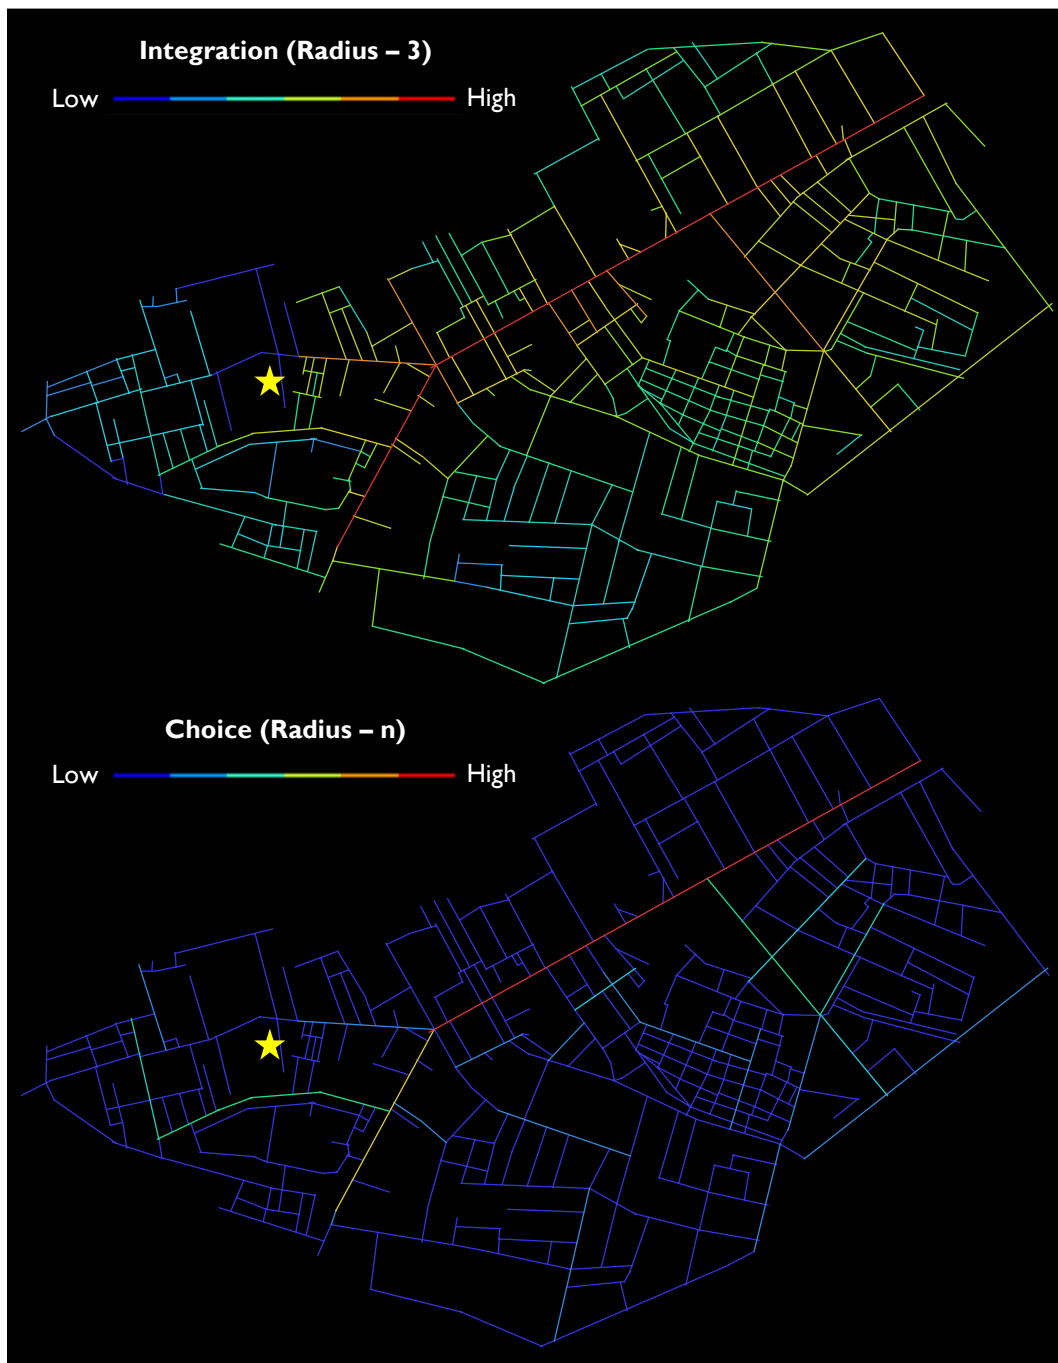 Integration (Radius – 3)
Low
High
Choice (Radius – n)
Low
High